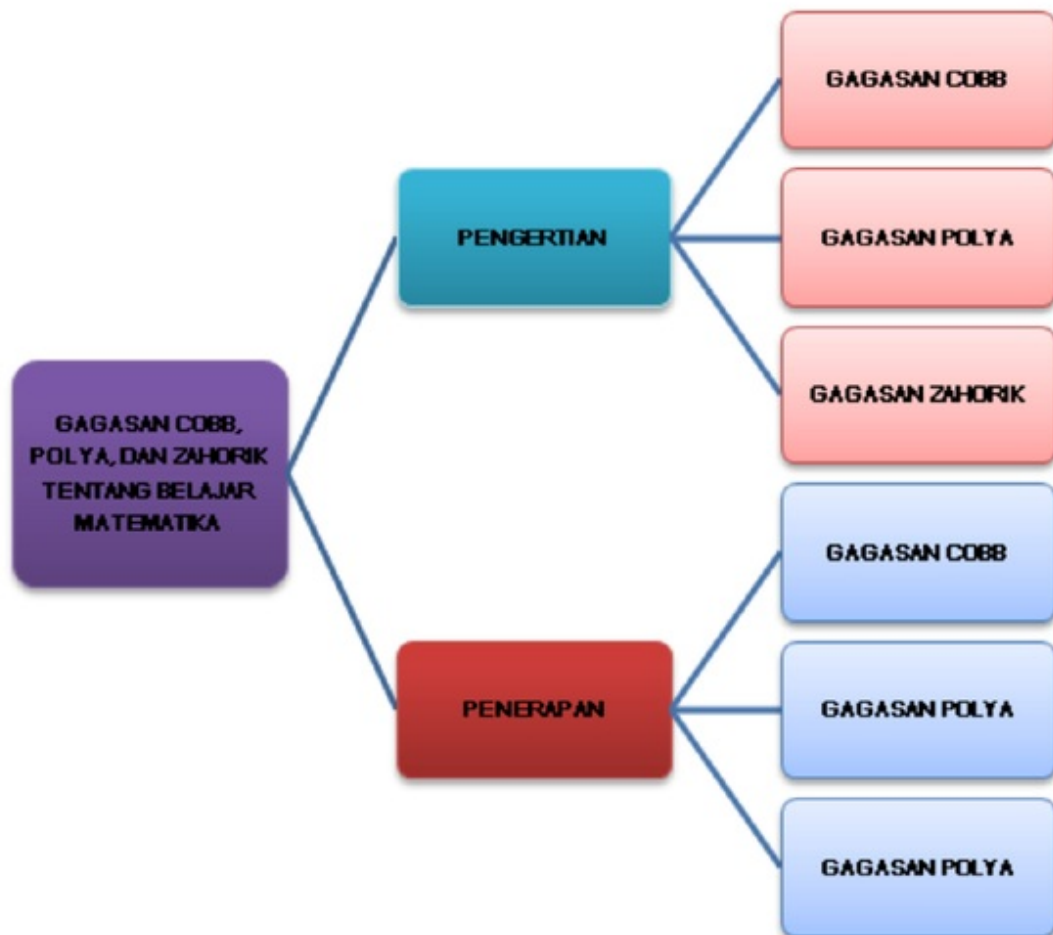 GAGASAN COBB,
POLYA, DAN ZAHORIK
TENTANG BELAJAR
MATEMATIKA
PENGERTIAN
GAGASAN COBB
GAGASAN POLYA
GAGASAN ZAHORIK
PENERAPAN
GAGASAN COBB
GAGASAN POLYA
GAGASAN POLYA